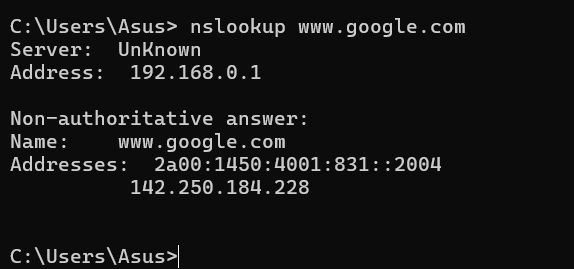 C:\Users\Asus> nslookup www.google.com
Server:  UnKnown
Address:  192.168.0.1

Non-authoritative answer:
Name:    www.google.com
Addresses:  2a00:1450:4001:831::2004
          142.250.184.228

C:\Users\Asus>